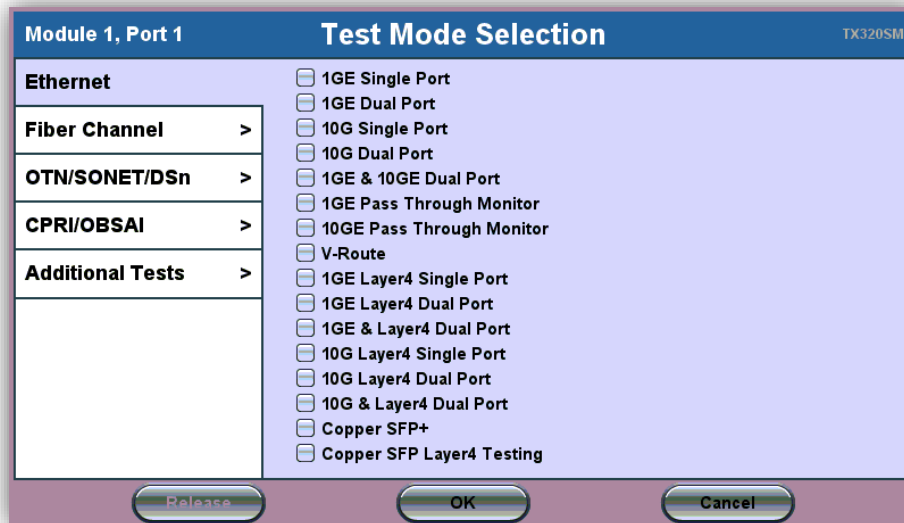 Module 1, Port 1
Test Mode Selection
TX320SM
Ethernet
Fiber Channel >
OTN/SONET/DSn >
CPRI/OBSAI >
Additional Tests >
1GE Single Port
1GE Dual Port
10G Single Port
10G Dual Port
1GE & 10GE Dual Port
1GE Pass Through Monitor
10GE Pass Through Monitor
V-Route
1GE Layer4 Single Port
1GE Layer4 Dual Port
1GE & Layer4 Dual Port
10G Layer4 Single Port
10G Layer4 Dual Port
10G & Layer4 Dual Port
Copper SFP+
Copper SFP Layer4 Testing
Release
OK
Cancel